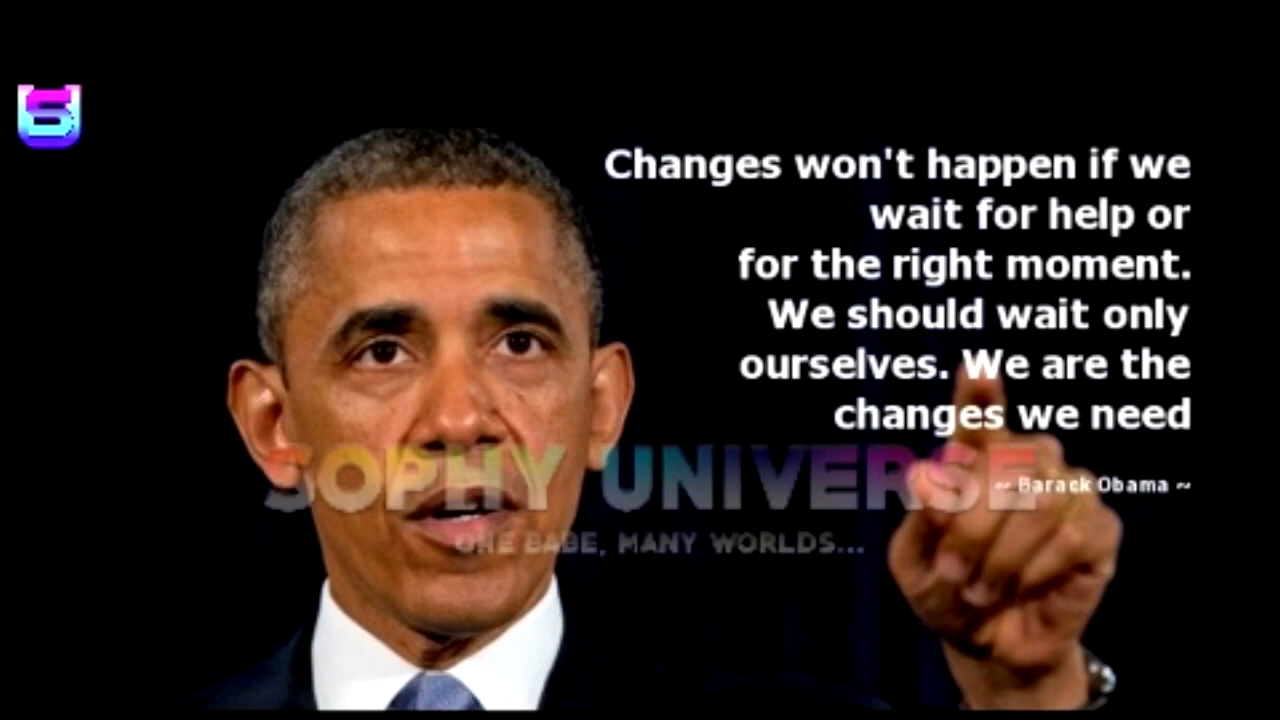 Changes won't happen if we
wait for help or
for the right moment.
We should wait only
ourselves. We are the
changes we need
~ Barack Obama ~
SOPHY UNIVERSE
ONE BABE, MANY WORLDS...